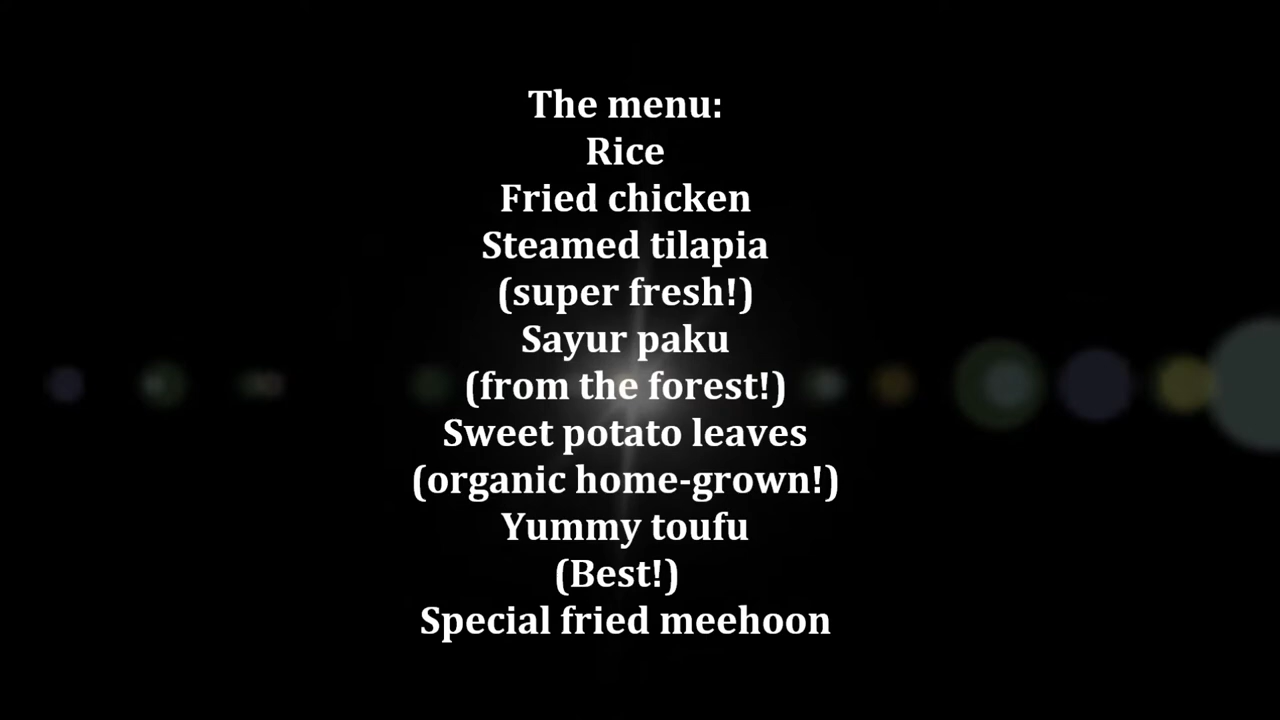 The menu:
Rice
Fried chicken
Steamed tilapia
(super fresh!)
Sayur paku
(from the forest!)
Sweet potato leaves
(organic home-grown!)
Yummy toufu
(Best!)
Special fried meehoon